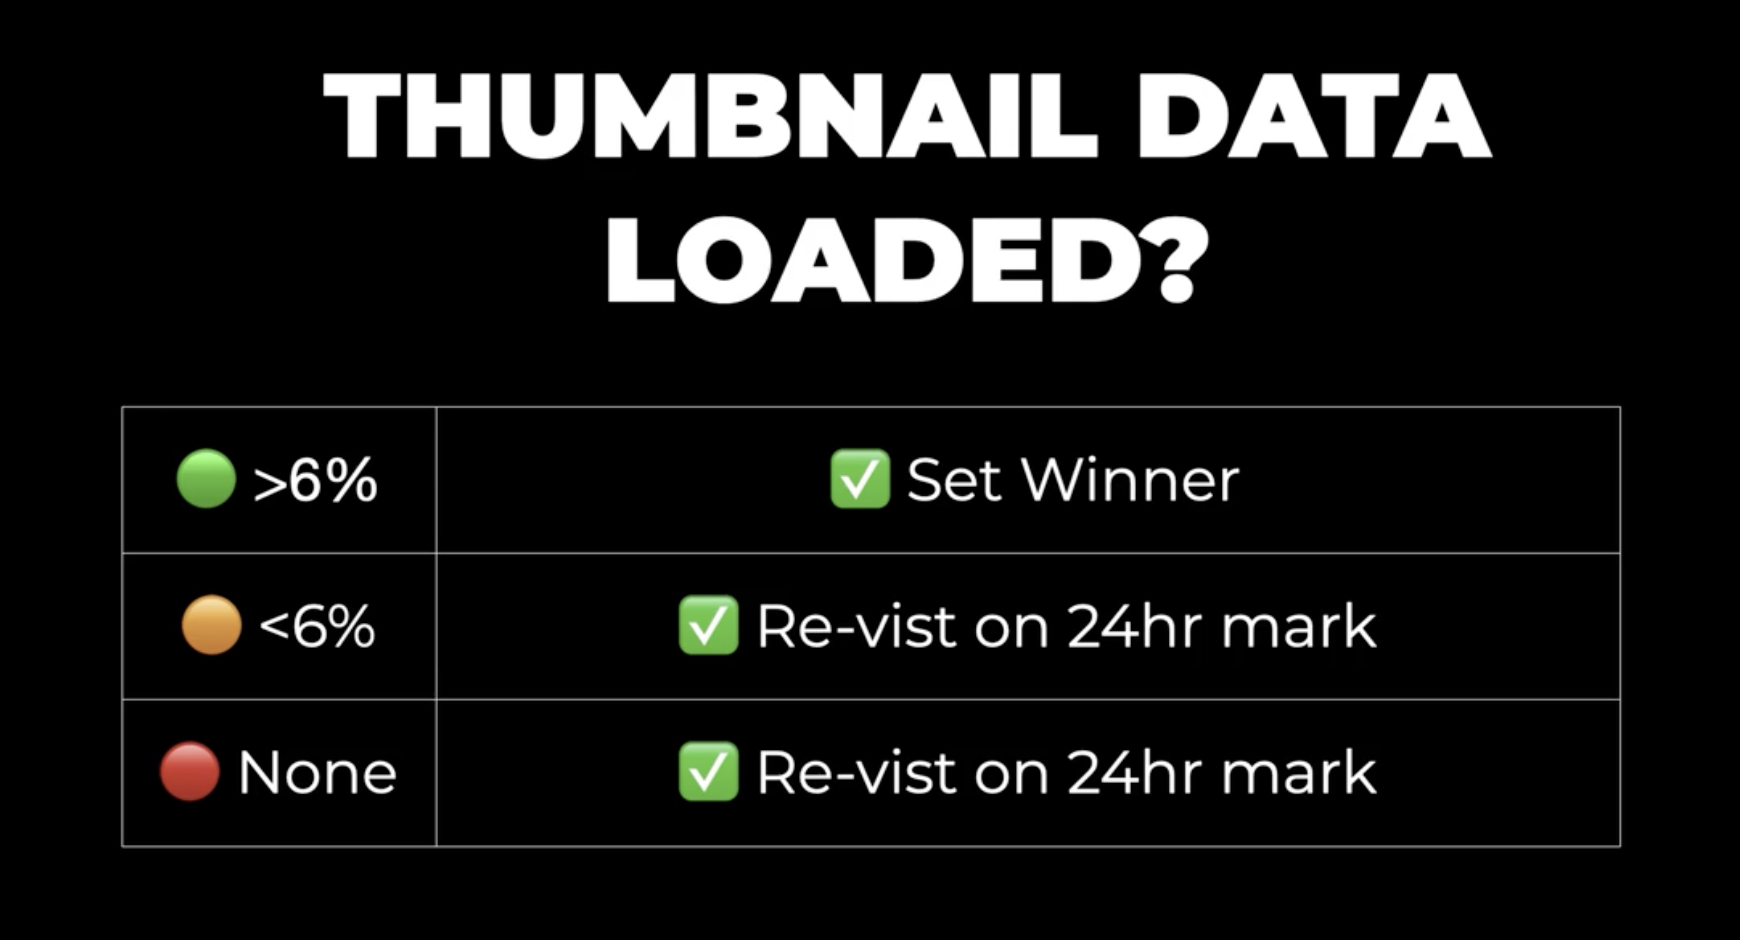 THUMBNAIL DATA
LOADED?
🟢 >6%
✅ Set Winner
🟠 <6%
✅ Re-vist on 24hr mark
🔴 None
✅ Re-vist on 24hr mark